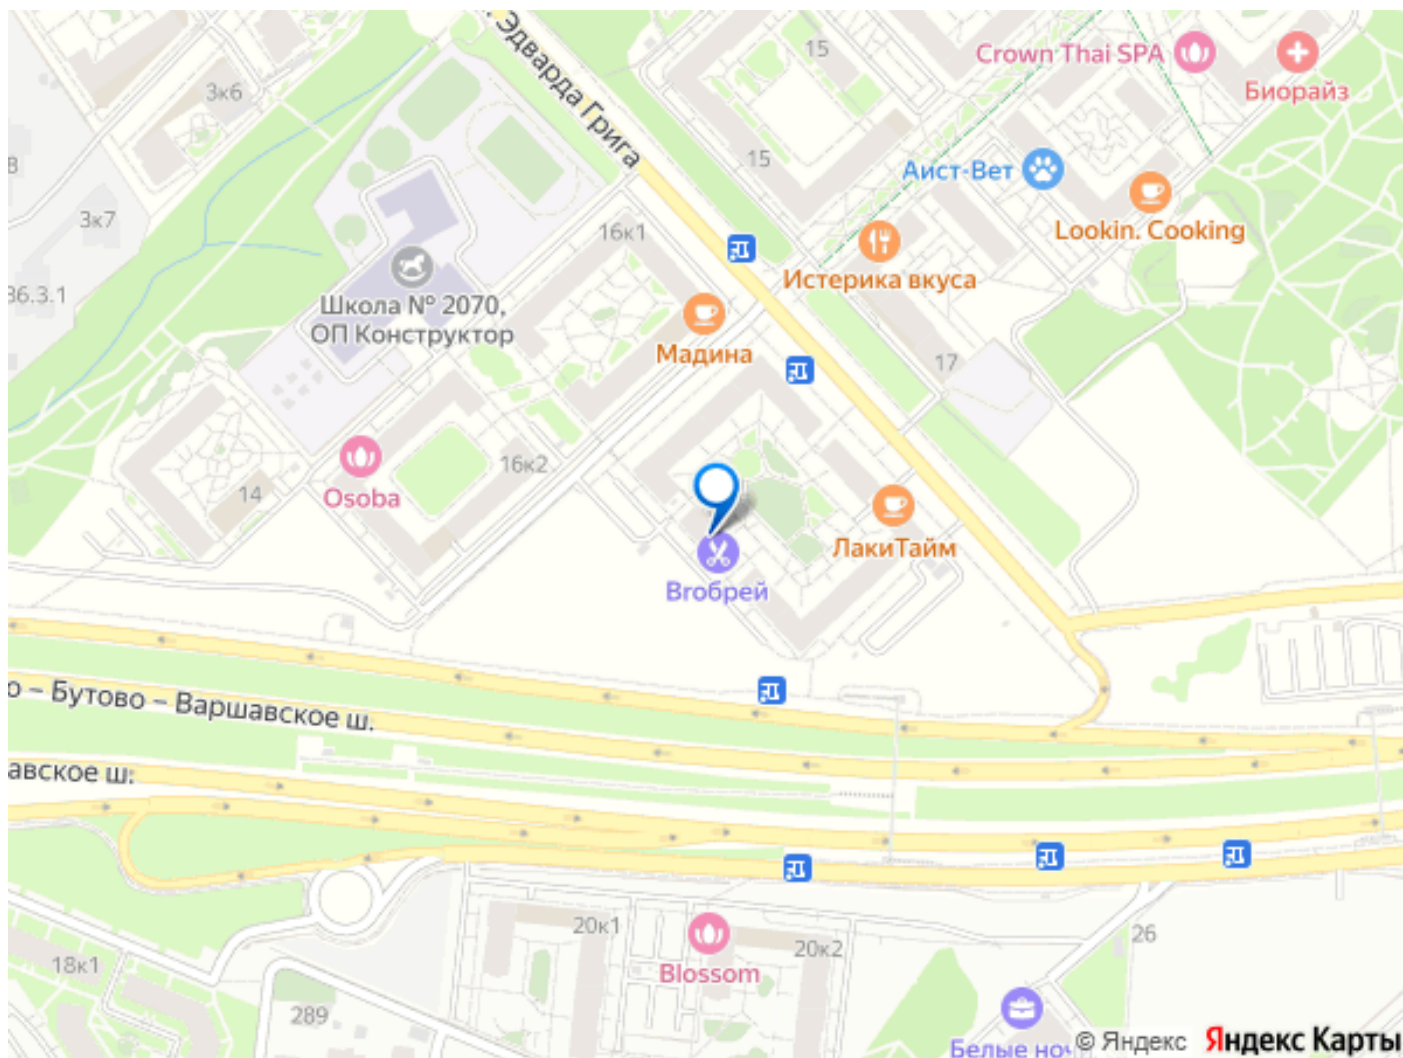 Эдварда Грига
15
Crown Thai SPA
Биорайз
3к6
15
Аист-Вет
3к7
16к1
Lookin. Cooking
Истерика вкуса
36.3.1
Школа № 2070,
ОП Конструктор
Мадина
17
16к2
14
Osoba
ЛакиТайм
Вгобрей
о – Бутово – Варшавское ш.
авское ш.
20к1
20к2
26
18к1
Blossom
289
Белые ноч
© Яндекс
Яндекс Карты